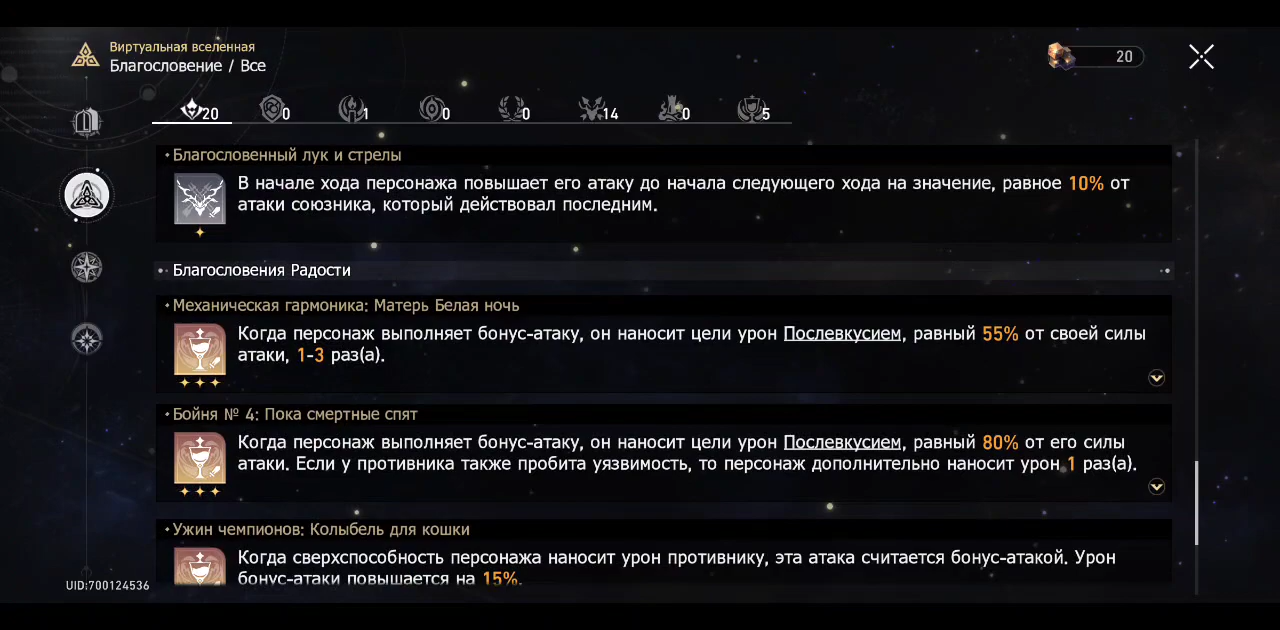 Виртуальная вселенная
Благословение / Все
20
20 0 1 0 0 14 0 5
Благословенный лук и стрелы
В начале хода персонажа повышает его атаку до начала следующего хода на значение, равное 10% от
атаки союзника, который действовал последним.
Благословения Радости
Механическая гармоника: Матерь Белая ночь
Когда персонаж выполняет бонус-атаку, он наносит цели урон Послевкусием, равный 55% от своей силы
атаки, 1-3 раз(а).
Бойня № 4: Пока смертные спят
Когда персонаж выполняет бонус-атаку, он наносит цели урон Послевкусием, равный 80% от его силы
атаки. Если у противника также пробита уязвимость, то персонаж дополнительно наносит урон 1 раз(а).
Ужин чемпионов: Колыбель для кошки
Когда сверхспособность персонажа наносит урон противнику, эта атака считается бонус-атакой. Урон
бонус-атаки повышается на 15%.
UID:700124536